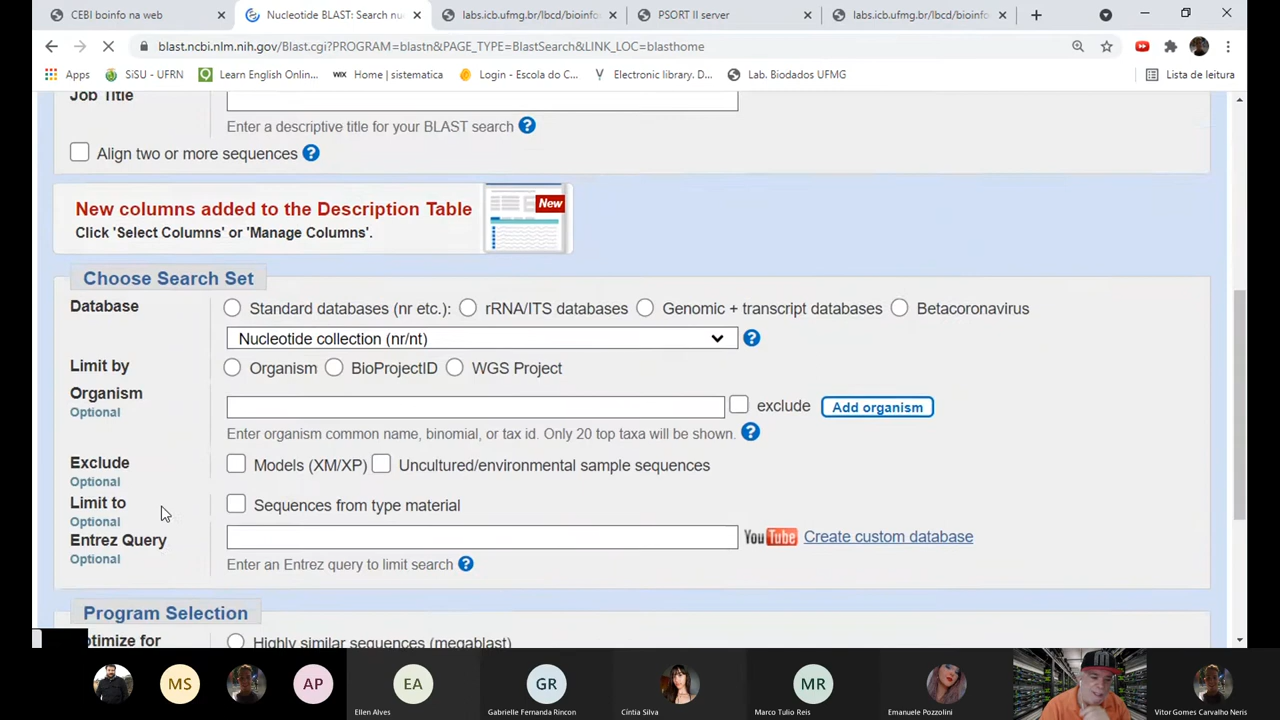 CEBI boinfo na web
Nucleotide BLAST: Search nu
labs.icb.ufmg.br/lbcd/bioinfo
PSORT II server
labs.icb.ufmg.br/lbcd/bioinfo
blast.ncbi.nlm.nih.gov/Blast.cgi?PROGRAM=blastn&PAGE_TYPE=BlastSearch&LINK_LOC=blasthome
Apps
SiSU - UFRN
Learn English Onlin...
WIX Home | sistematica
Login - Escola do C...
Electronic library. D...
Lab. Biodados UFMG
Lista de leitura
Job Title
Enter a descriptive title for your BLAST search
Align two or more sequences
New columns added to the Description Table
New
Click 'Select Columns' or 'Manage Columns'.
Choose Search Set
Database
Standard databases (nr etc.): rRNA/ITS databases Genomic + transcript databases Betacoronavirus
Nucleotide collection (nr/nt)
Limit by
Organism BioProjectID WGS Project
Organism
Optional
exclude Add organism
Enter organism common name, binomial, or tax id. Only 20 top taxa will be shown.
Exclude
Optional
Models (XM/XP) Uncultured/environmental sample sequences
Limit to
Optional
Sequences from type material
Entrez Query
Optional
YouTube Create custom database
Enter an Entrez query to limit search
Program Selection
ptimize for
Highly similar sequences (megablast)
MS
AP
EA
GR
MR
Ellen Alves
Gabrielle Fernanda Rincon
Cíntia Silva
Marco Tulio Reis
Emanuele Pozzolini
Vitor Gomes Carvalho Neris